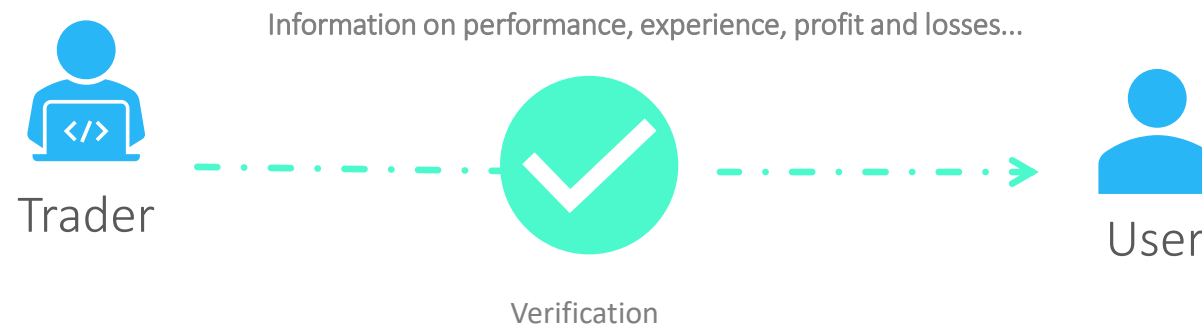 Information on performance, experience, profit and losses...
</>
Trader
User
Verification